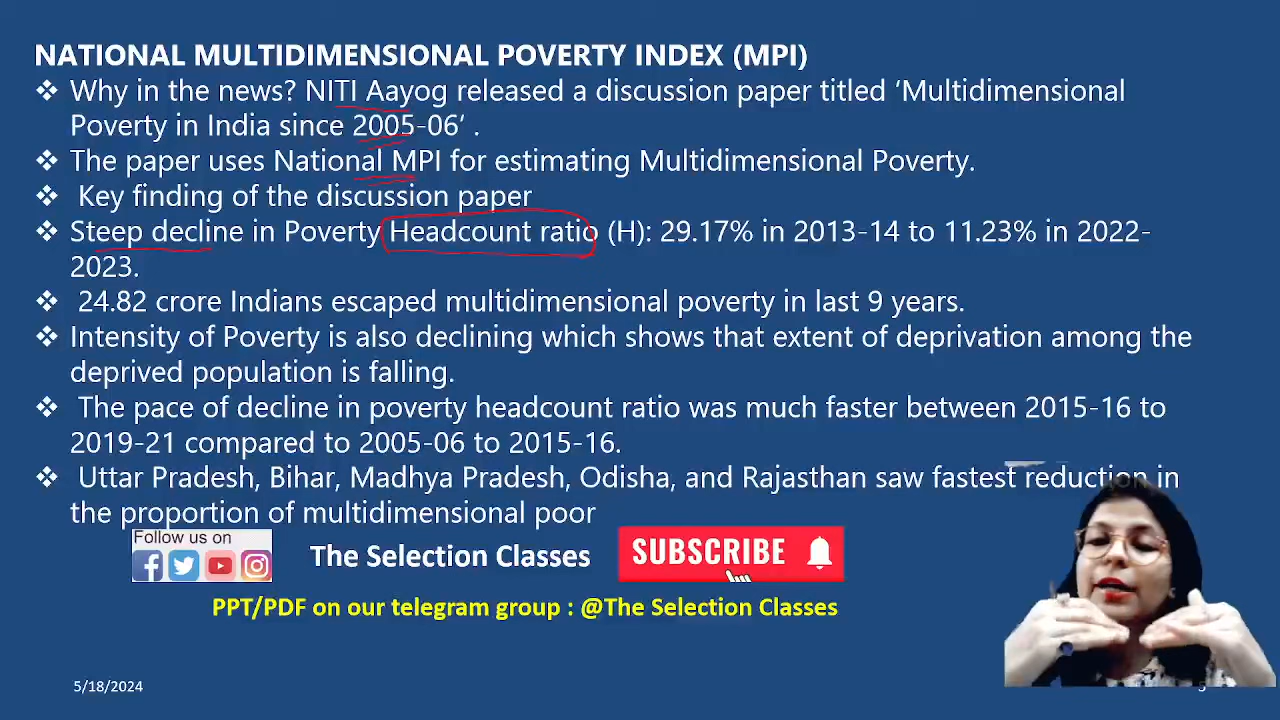 NATIONAL MULTIDIMENSIONAL POVERTY INDEX (MPI)
❖ Why in the news? NITI Aayog released a discussion paper titled ‘Multidimensional
Poverty in India since 2005-06’ .
❖ The paper uses National MPI for estimating Multidimensional Poverty.
❖ Key finding of the discussion paper
❖ Steep decline in Poverty Headcount ratio (H): 29.17% in 2013-14 to 11.23% in 2022-
2023.
❖ 24.82 crore Indians escaped multidimensional poverty in last 9 years.
❖ Intensity of Poverty is also declining which shows that extent of deprivation among the
deprived population is falling.
❖ The pace of decline in poverty headcount ratio was much faster between 2015-16 to
2019-21 compared to 2005-06 to 2015-16.
❖ Uttar Pradesh, Bihar, Madhya Pradesh, Odisha, and Rajasthan saw fastest reduction in
the proportion of multidimensional poor
Follow us on
The Selection Classes
SUBSCRIBE
PPT/PDF on our telegram group : @The Selection Classes
5/18/2024
5